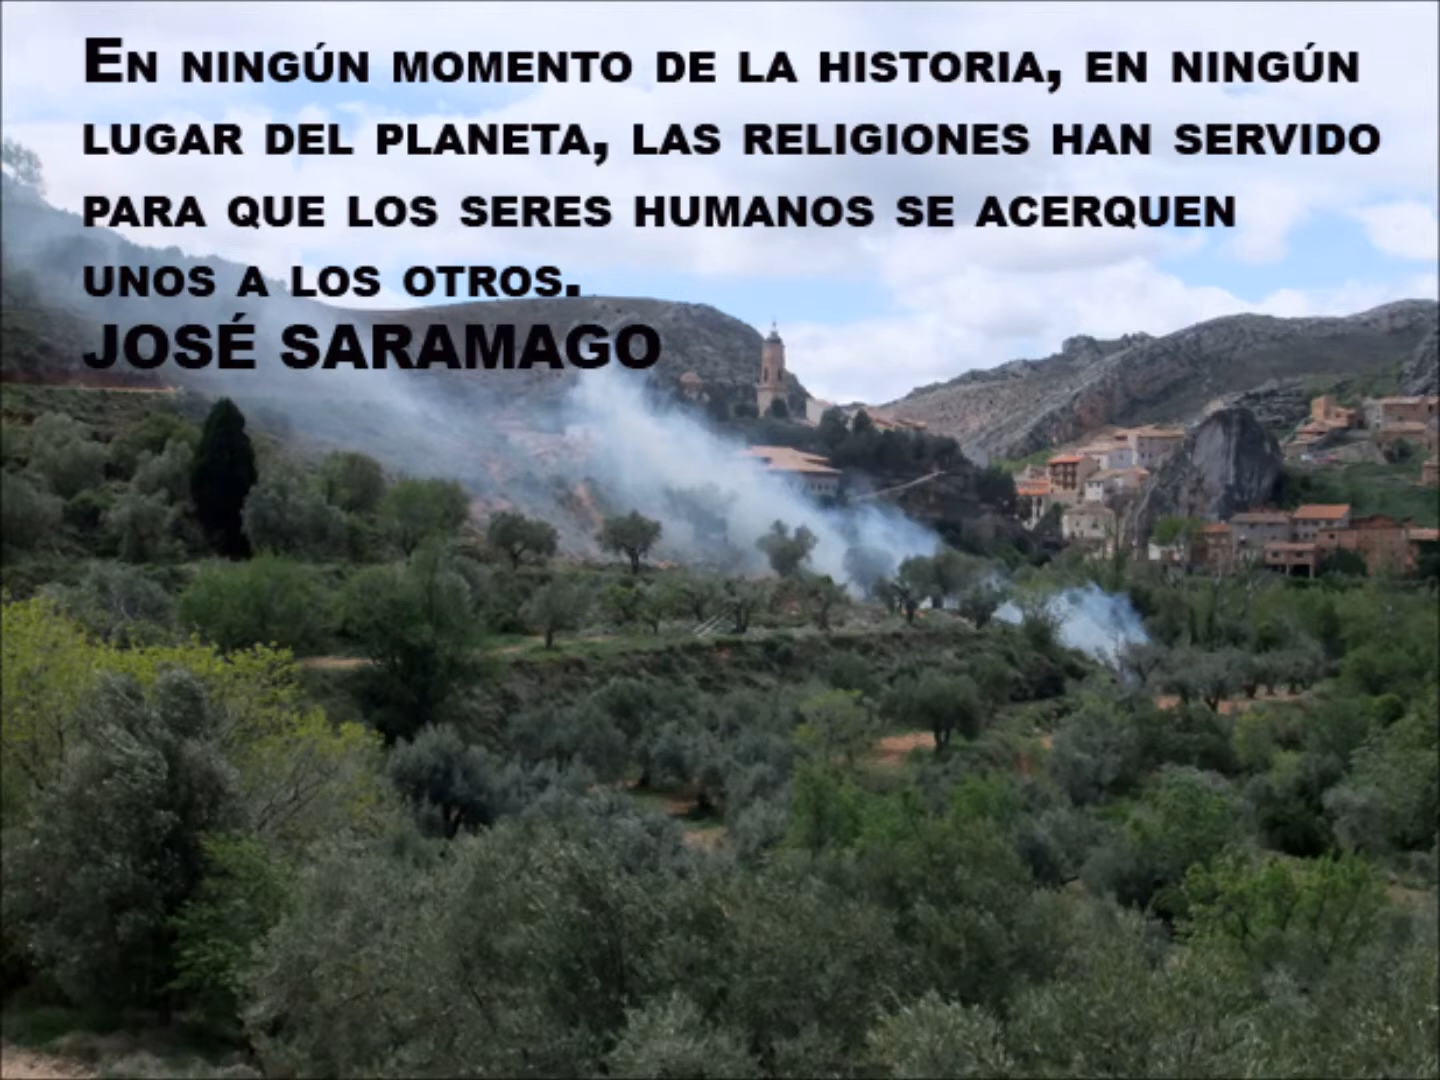 En ningún momento de la historia, en ningún
lugar del planeta, las religiones han servido
para que los seres humanos se acerquen
unos a los otros.
JOSÉ SARAMAGO